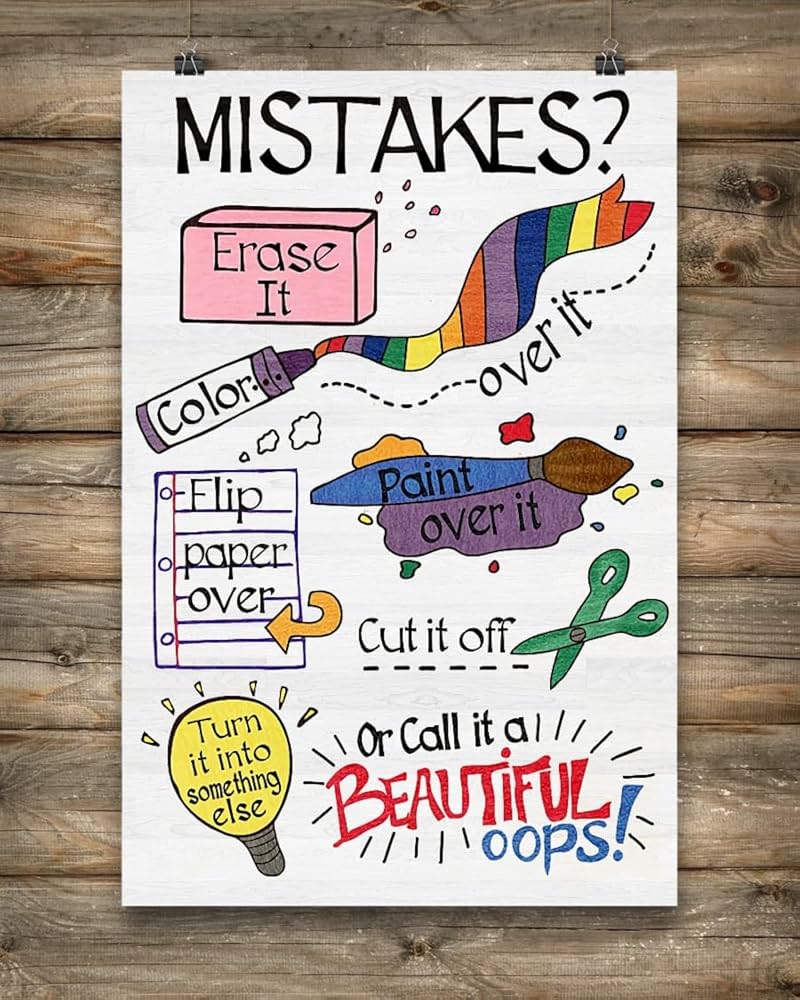 MISTAKES?
Erase
It
Color...
over it
Flip
paper
over
Paint
over it
Cut it off
Turn
it into
something
else
Or Call it a
BEAUTIFUL
OOPS!